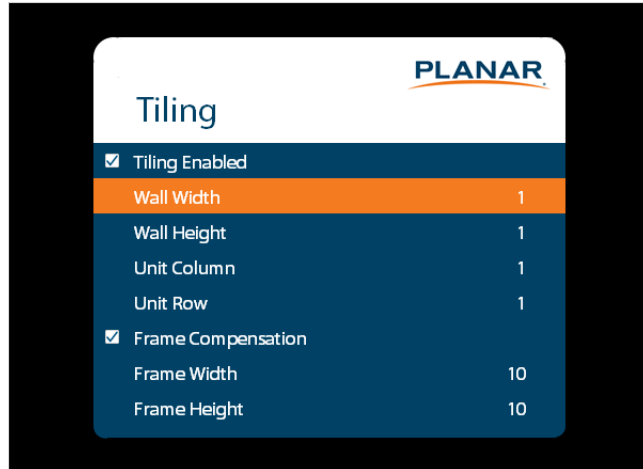 PLANAR
Tiling
Tiling Enabled
Wall Width 1
Wall Height 1
Unit Column 1
Unit Row 1
Frame Compensation
Frame Width 10
Frame Height 10